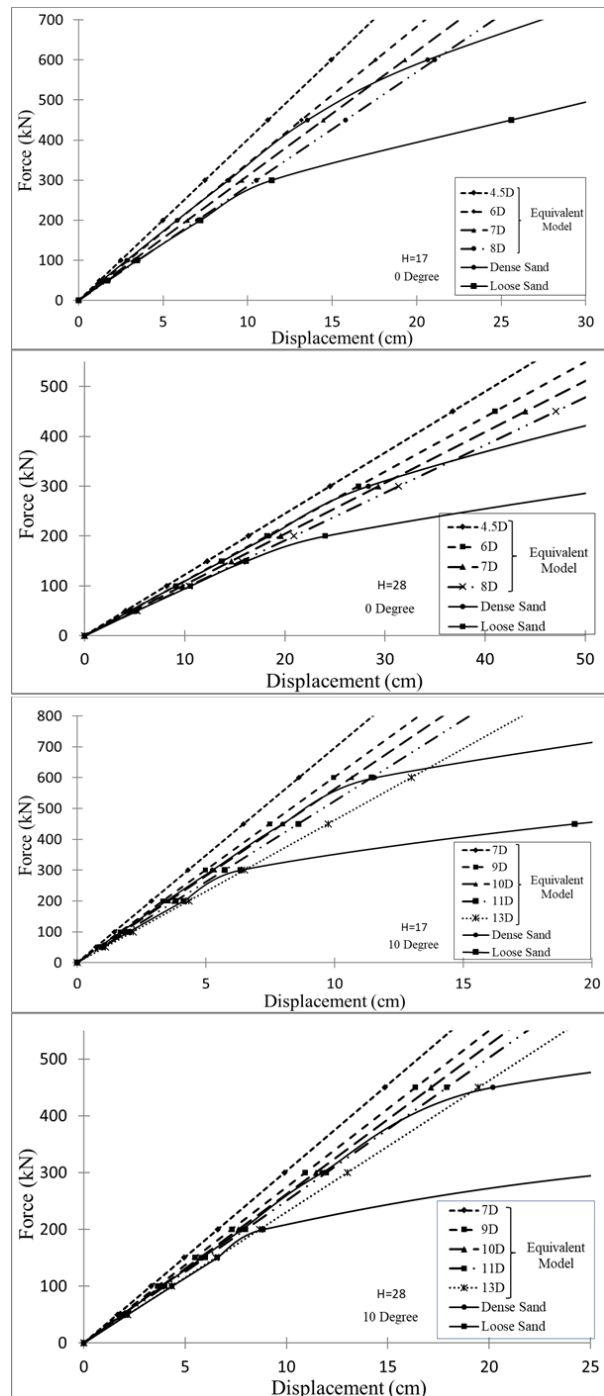 700
600
500
400
300
200
100
0
Force (kN)
4.5D
6D
7D
8D
Equivalent
Model
Dense Sand
Loose Sand
H=17
0 Degree
0 5 10 15 20 25 30
Displacement (cm)
500
400
300
200
100
0
Force (kN)
4.5D
6D
7D
8D
Equivalent
Model
Dense Sand
Loose Sand
H=28
0 Degree
0 10 20 30 40 50
Displacement (cm)
800
700
600
500
400
300
200
100
0
Force (kN)
7D
9D
10D
11D
13D
Equivalent
Model
Dense Sand
Loose Sand
H=17
10 Degree
0 5 10 15 20
Displacement (cm)
500
400
300
200
100
0
Force (kN)
7D
9D
10D
11D
13D
Equivalent
Model
Dense Sand
Loose Sand
H=28
10 Degree
0 5 10 15 20 25
Displacement (cm)